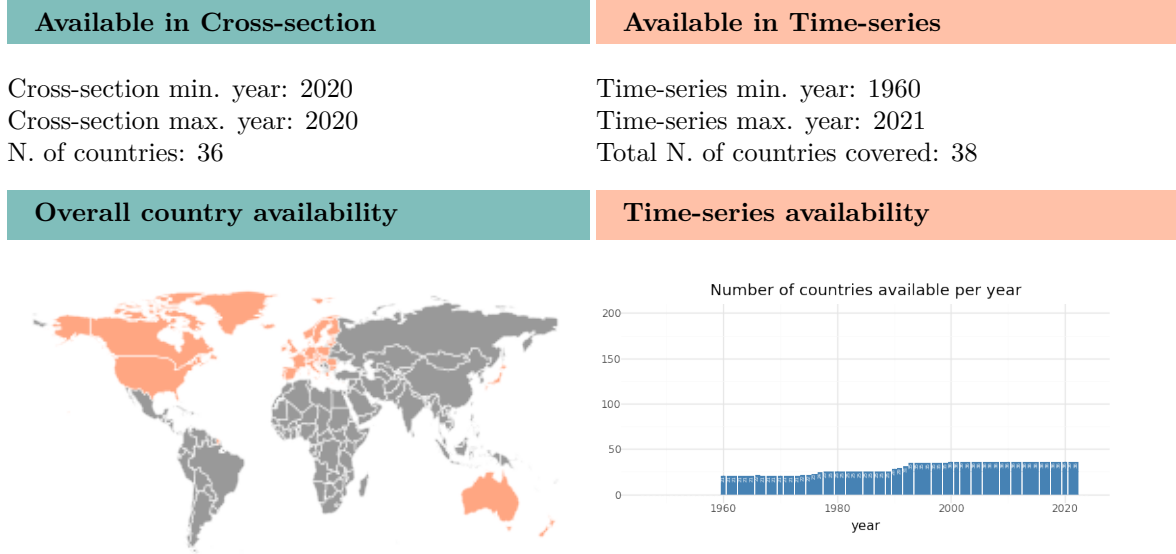 Available in Cross-section
Available in Time-series
Cross-section min. year: 2020
Cross-section max. year: 2020
N. of countries: 36
Time-series min. year: 1960
Time-series max. year: 2021
Total N. of countries covered: 38
Overall country availability
Time-series availability
Number of countries available per year
200
150
100
50
0
1960
1980
2000
2020
year